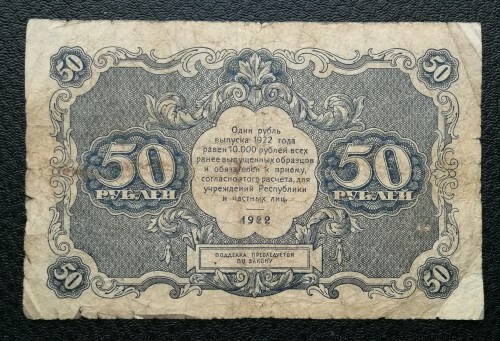 50
50
Один рубль
выпуска 1922 года
равен 10.000 рублей всех
ранее выпущенных образцов
и обязателен к приему,
согласно этого расчета, для
учреждений Республики
и частных лиц.
1922
50
РУБЛЕЙ
50
РУБЛЕЙ
ПОДДЕЛКА ПРЕСЛЕДУЕТСЯ
ПО ЗАКОНУ
50
50